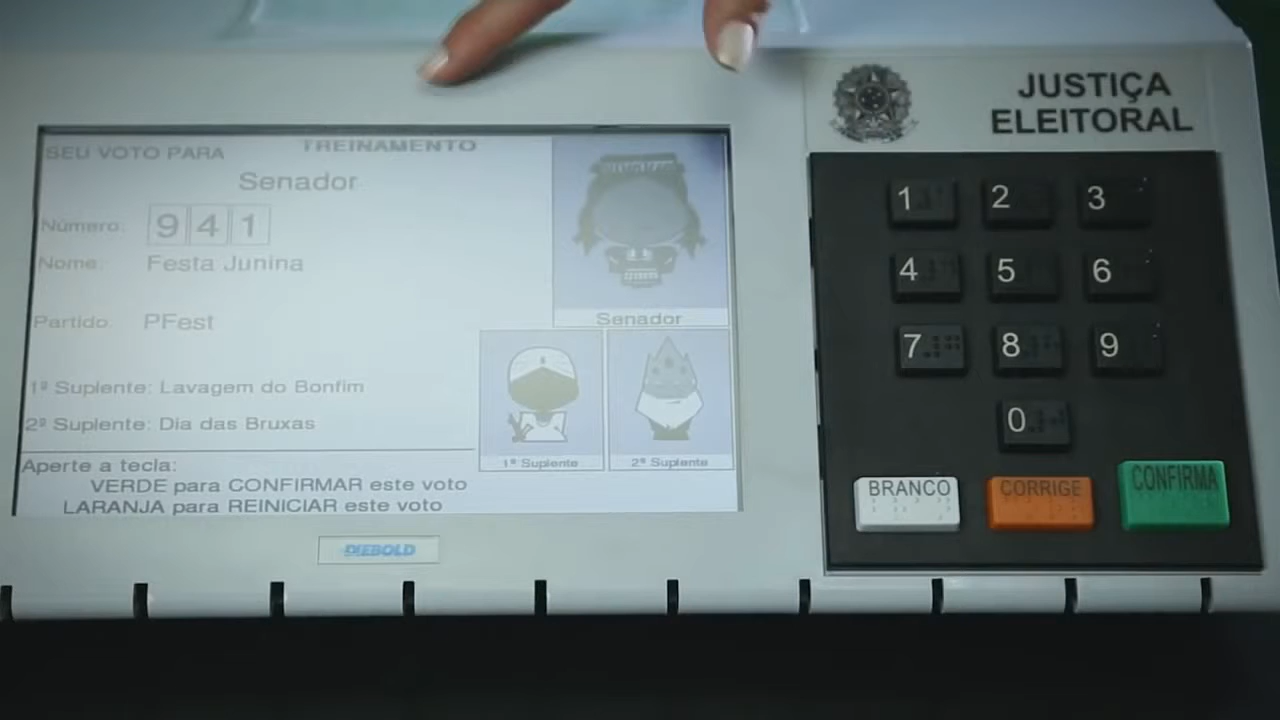 TREINAMENTO
SEU VOTO PARA
Senador
Número: 9 4 1
Nome: Festa Junina
Partido: PFest
1º Suplente: Lavagem do Bonfim
2º Suplente: Dia das Bruxas
Aperte a tecla:
VERDE para CONFIRMAR este voto
LARANJA para REINICIAR este voto
Senador
1º Suplente
2º Suplente
DIEBOLD
JUSTIÇA
ELEITORAL
1 2 3
4 5 6
7 8 9
0
BRANCO CORRIGE CONFIRMA